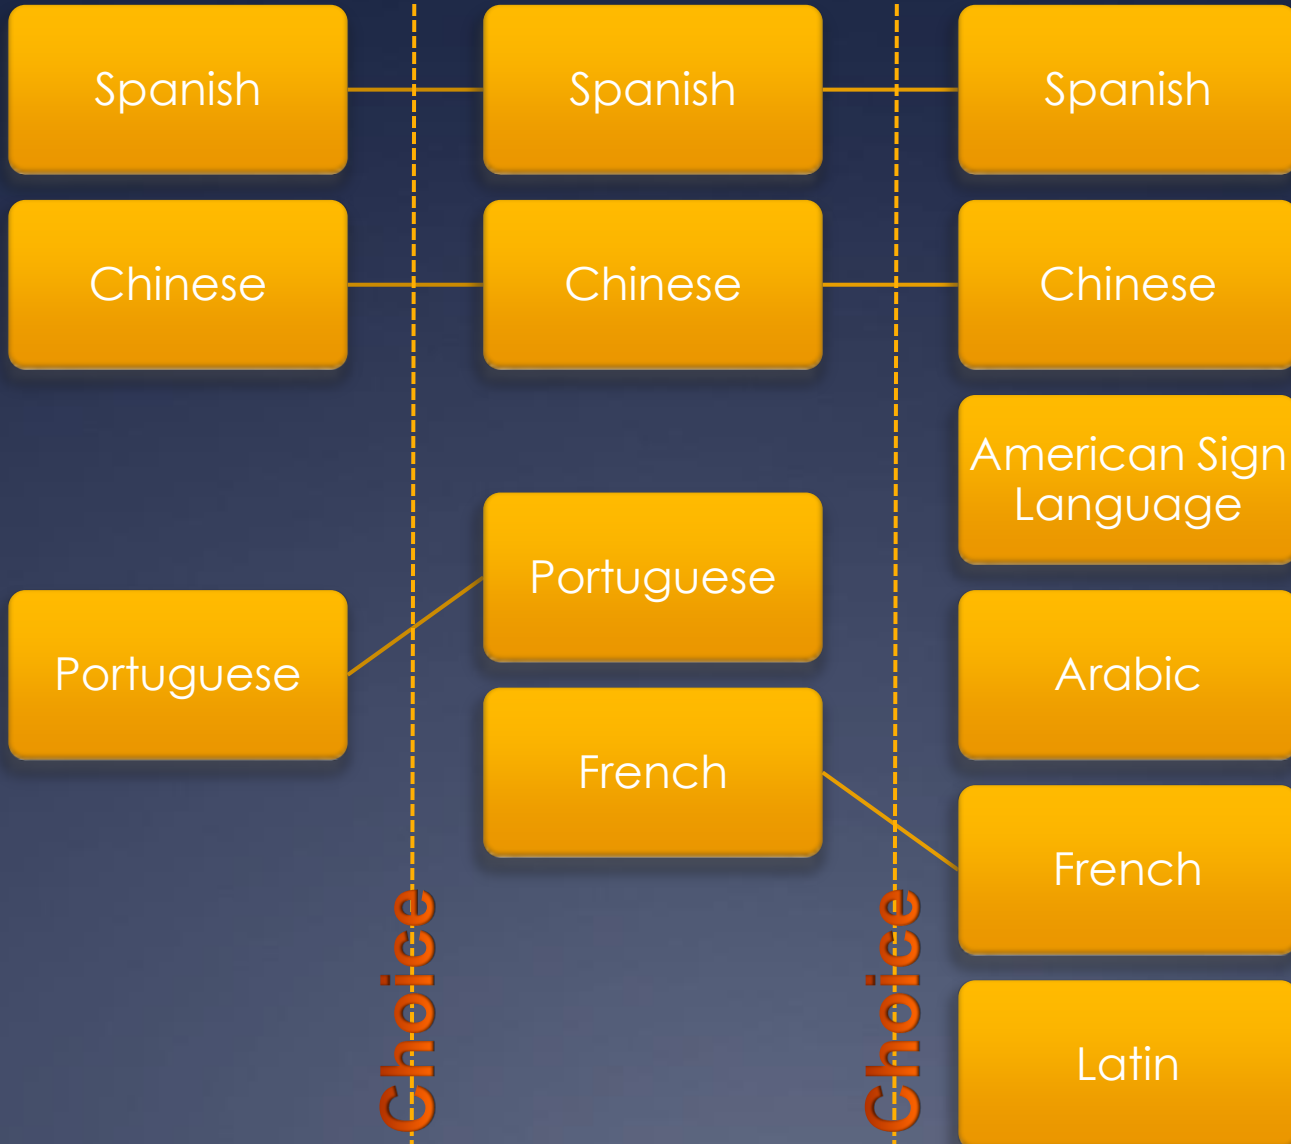 Spanish
Spanish
Spanish
Chinese
Chinese
Chinese
American Sign
Language
Portuguese
Portuguese
Arabic
French
French
Choice
Choice
Latin